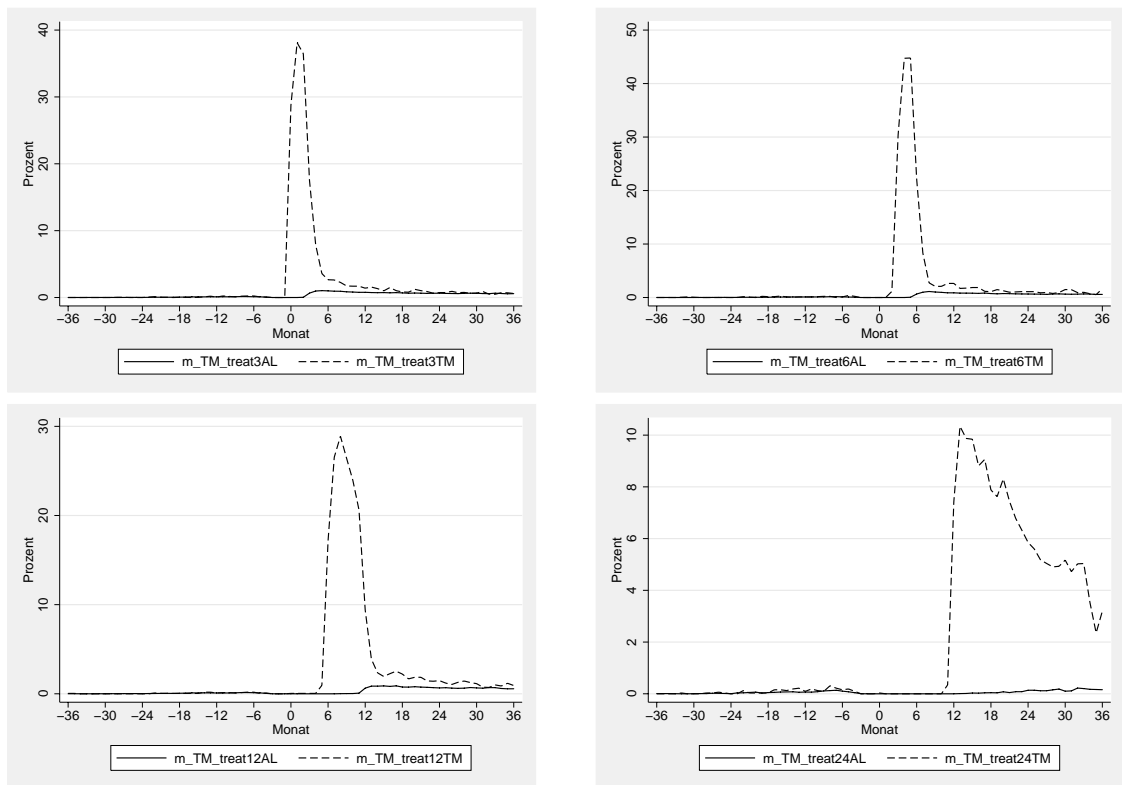 Prozent
40
30
20
10
0
−36 −30 −24 −18 −12 −6 0 6 12 18 24 30 36
Monat
m_TM_treat3AL m_TM_treat3TM
Prozent
50
40
30
20
10
0
−36 −30 −24 −18 −12 −6 0 6 12 18 24 30 36
Monat
m_TM_treat6AL m_TM_treat6TM
Prozent
30
20
10
0
−36 −30 −24 −18 −12 −6 0 6 12 18 24 30 36
Monat
m_TM_treat12AL m_TM_treat12TM
Prozent
10
8
6
4
2
0
−36 −30 −24 −18 −12 −6 0 6 12 18 24 30 36
Monat
m_TM_treat24AL m_TM_treat24TM